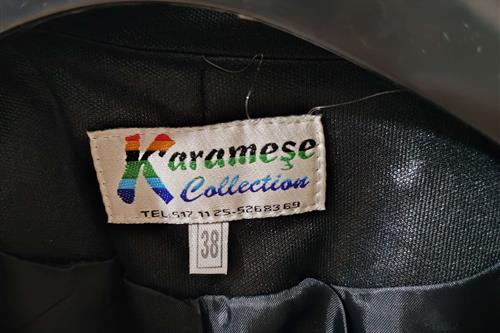 Karameşe
Collection
TEL:517 11 25-526 83 69
38